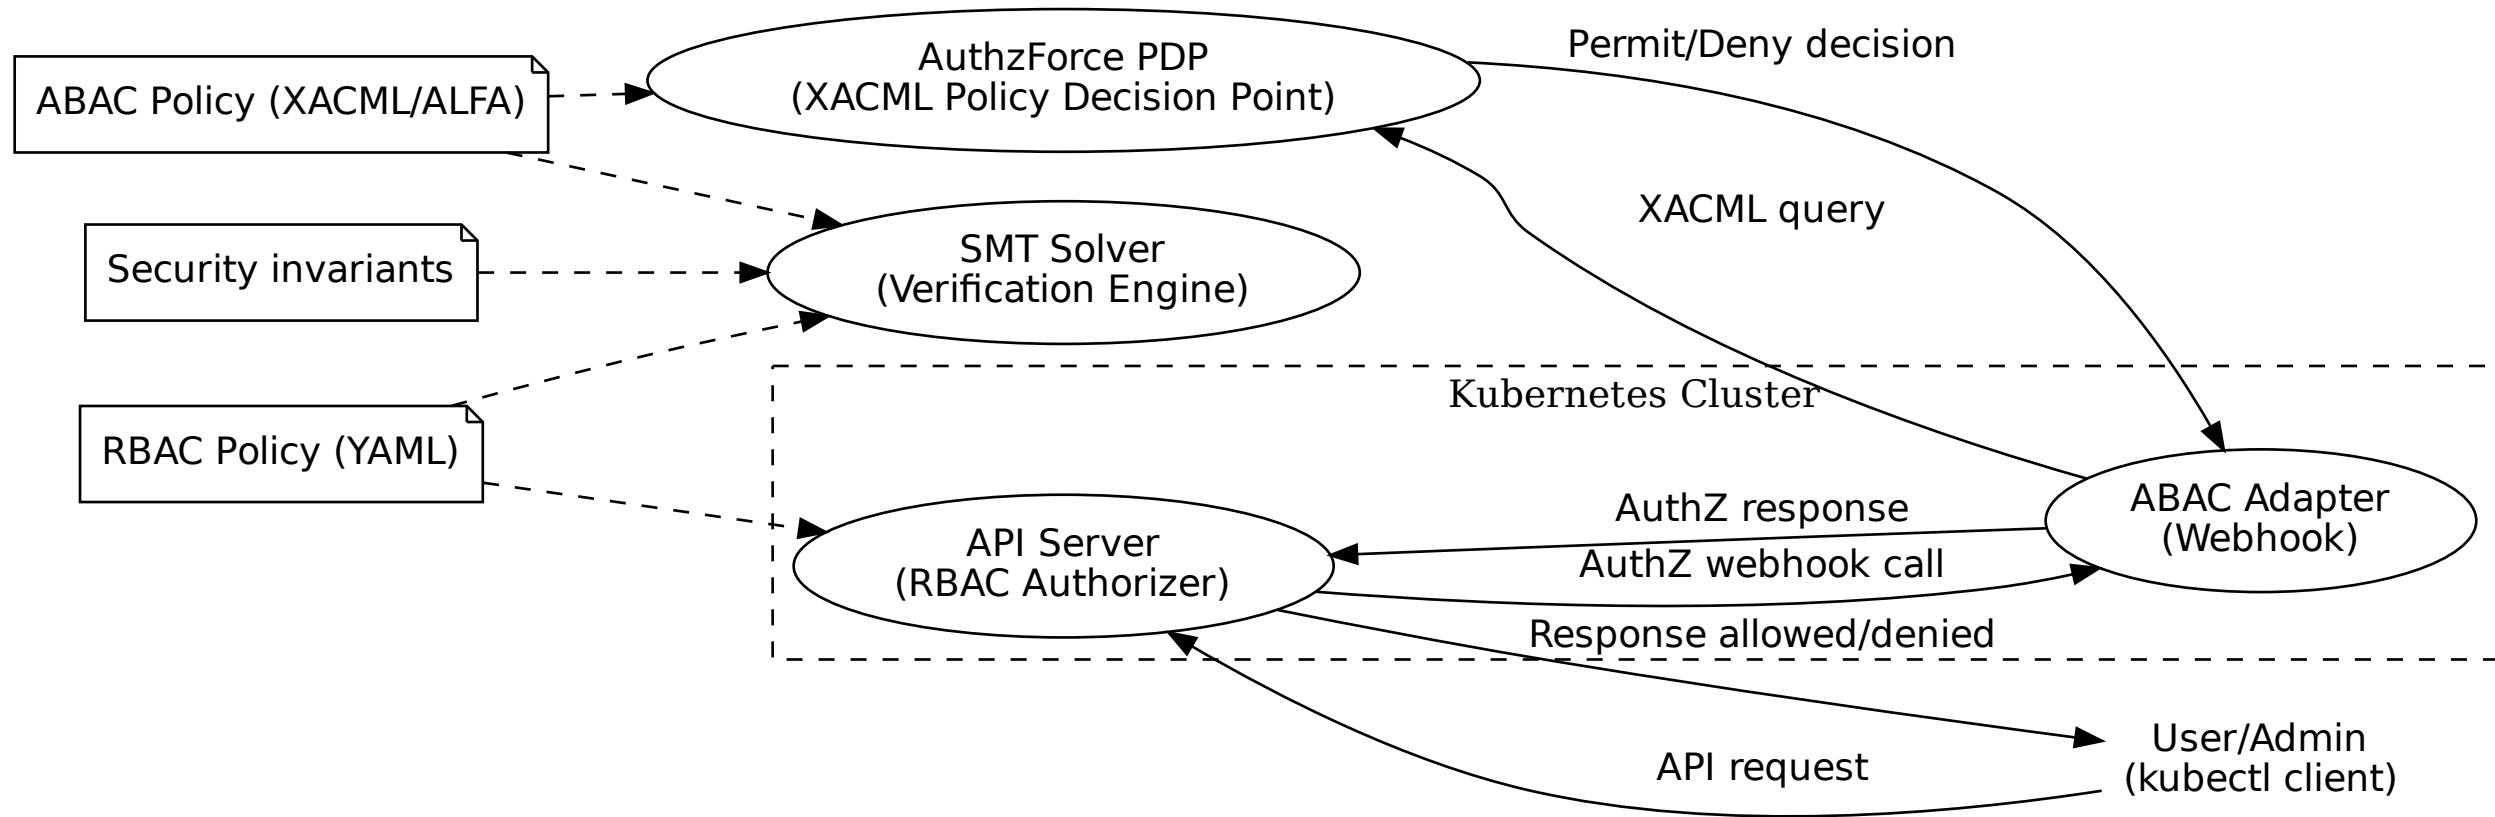 Permit/Deny decision
AuthzForce PDP
(XACML Policy Decision Point)
ABAC Policy (XACML/ALFA)
XACML query
SMT Solver
(Verification Engine)
Security invariants
Kubernetes Cluster
RBAC Policy (YAML)
ABAC Adapter
(Webhook)
AuthZ response
API Server
(RBAC Authorizer)
AuthZ webhook call
Response allowed/denied
User/Admin
(kubectl client)
API request